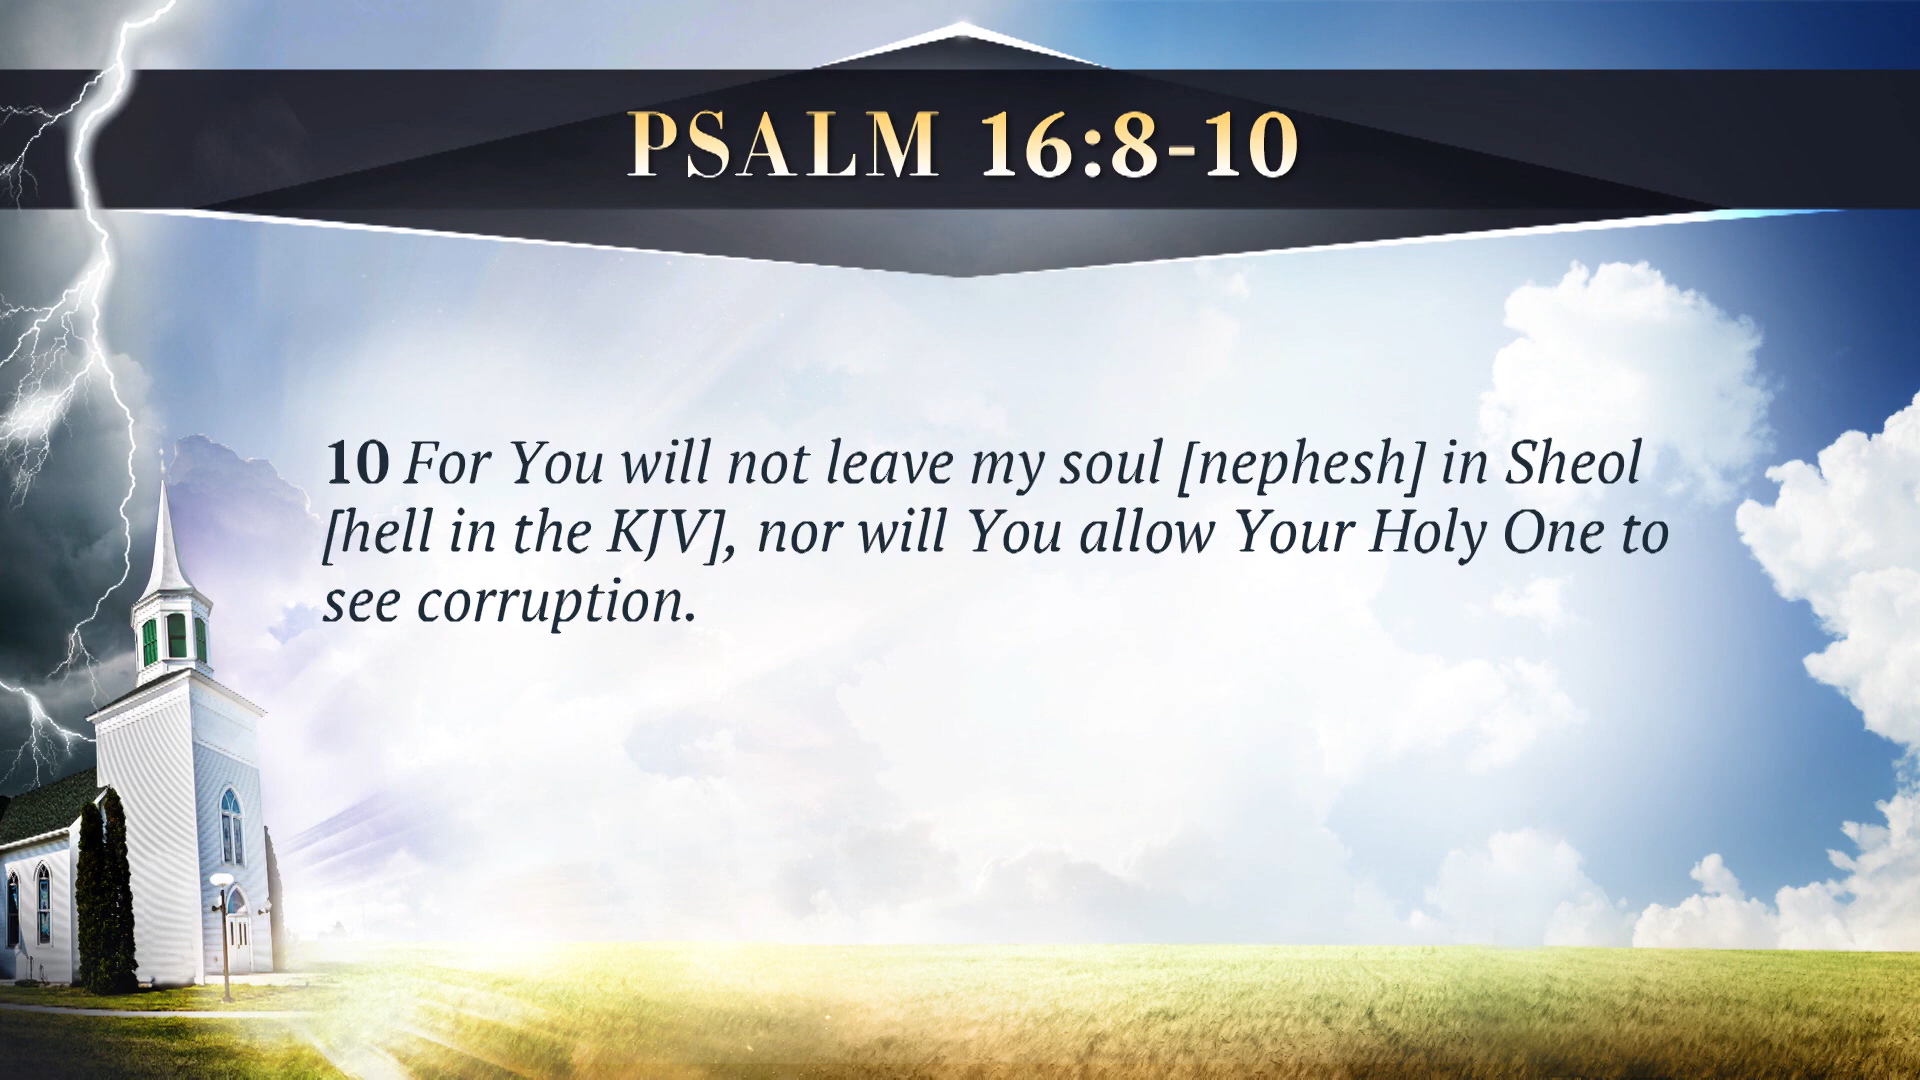 PSALM 16:8-10
10 For You will not leave my soul [nephesh] in Sheol
[hell in the KJV], nor will You allow Your Holy One to
see corruption.